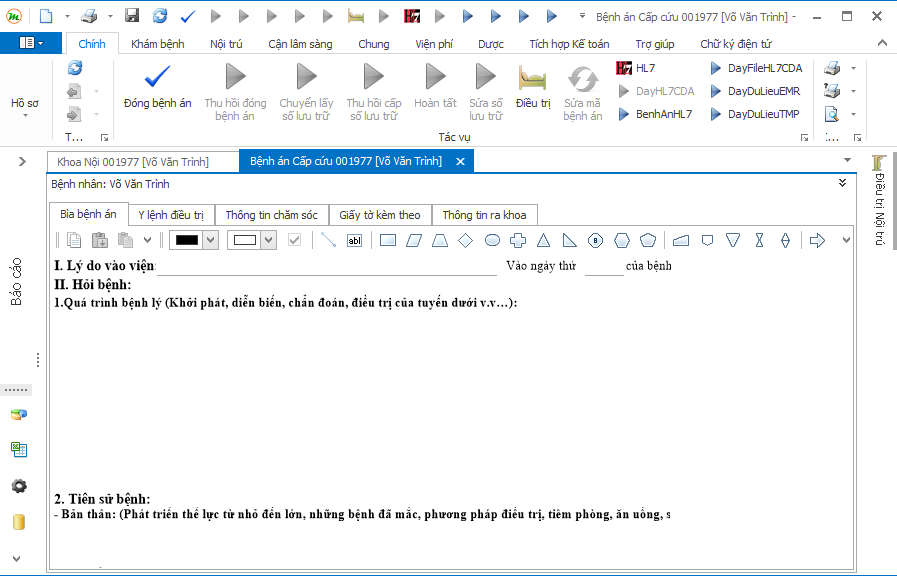 Bệnh án Cấp cứu 001977 [Võ Văn Trình] -
Chính Khám bệnh Nội trú Cận lâm sàng Chung Viện phí Dược Tích hợp Kế toán Trợ giúp Chữ ký điện tử
Hồ sơ
T...
Đóng bệnh án
Thu hồi đóng bệnh án
Chuyển lấy số lưu trữ
Thu hồi cấp số lưu trữ
Hoàn tất
Sửa số lưu trữ
Điều trị
Sửa mã bệnh án
HL7
DayHL7CDA
BenhAnHL7
DayFileHL7CDA
DayDuLieuEMR
DayDuLieuTMP
Tác vụ
:...
Khoa Nội 001977 [Võ Văn Trình] Bệnh án Cấp cứu 001977 [Võ Văn Trình]
Bệnh nhân: Võ Văn Trình
Báo cáo
Điều trị Nội trú
Bìa bệnh án Y lệnh điều trị Thông tin chăm sóc Giấy tờ kèm theo Thông tin ra khoa
abl
I. Lý do vào viện: Vào ngày thứ của bệnh
II. Hỏi bệnh:
1.Quá trình bệnh lý (Khởi phát, diễn biến, chẩn đoán, điều trị của tuyến dưới v.v...):
2. Tiền sử bệnh:
- Bản thân: (Phát triển thể lực từ nhỏ đến lớn, những bệnh đã mắc, phương pháp điều trị, tiêm phòng, ăn uống, s